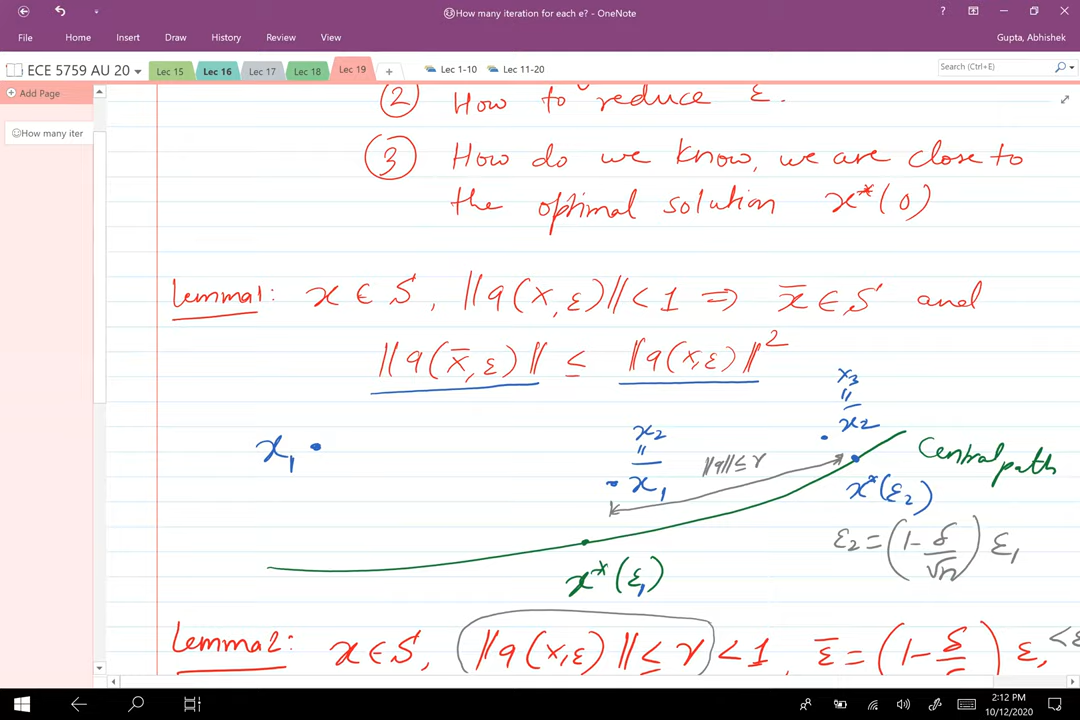 How many iteration for each e? - OneNote
File Home Insert Draw History Review View
Gupta, Abhishek
ECE 5759 AU 20
Lec 15 Lec 16 Lec 17 Lec 18 Lec 19 +
Lec 1-10 Lec 11-20
Search (Ctrl+E)
Add Page
How many iter
② How to reduce ε.
③ How do we know, we are close to
the optimal solution x*(0)
Lemma1: x ∈ S, ||q(x,ε)|| < 1 ⇒ x̄ ∈ S and
||q(x̄,ε)|| ≤ ||q(x,ε)||²
x₃
||
x̄₂
x₂
||
x̄₁
x₁
||q|| ≤ γ
Central path
x*(ε₂)
ε₂ = (1 - δ/√n) ε₁
x*(ε₁)
Lemma2: x ∈ S, ||q(x,ε)|| ≤ γ < 1, ε̄ = (1 - δ/ ) ε, < ε
2:12 PM
10/12/2020